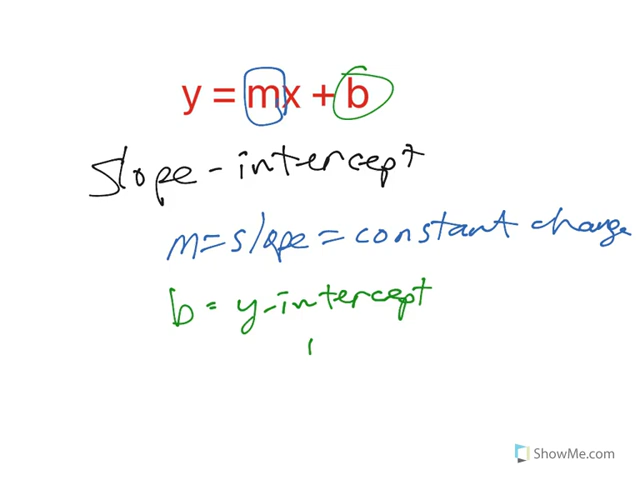 y = mx + b
slope - intercept
m = slope = constant change
b = y-intercept
ShowMe.com